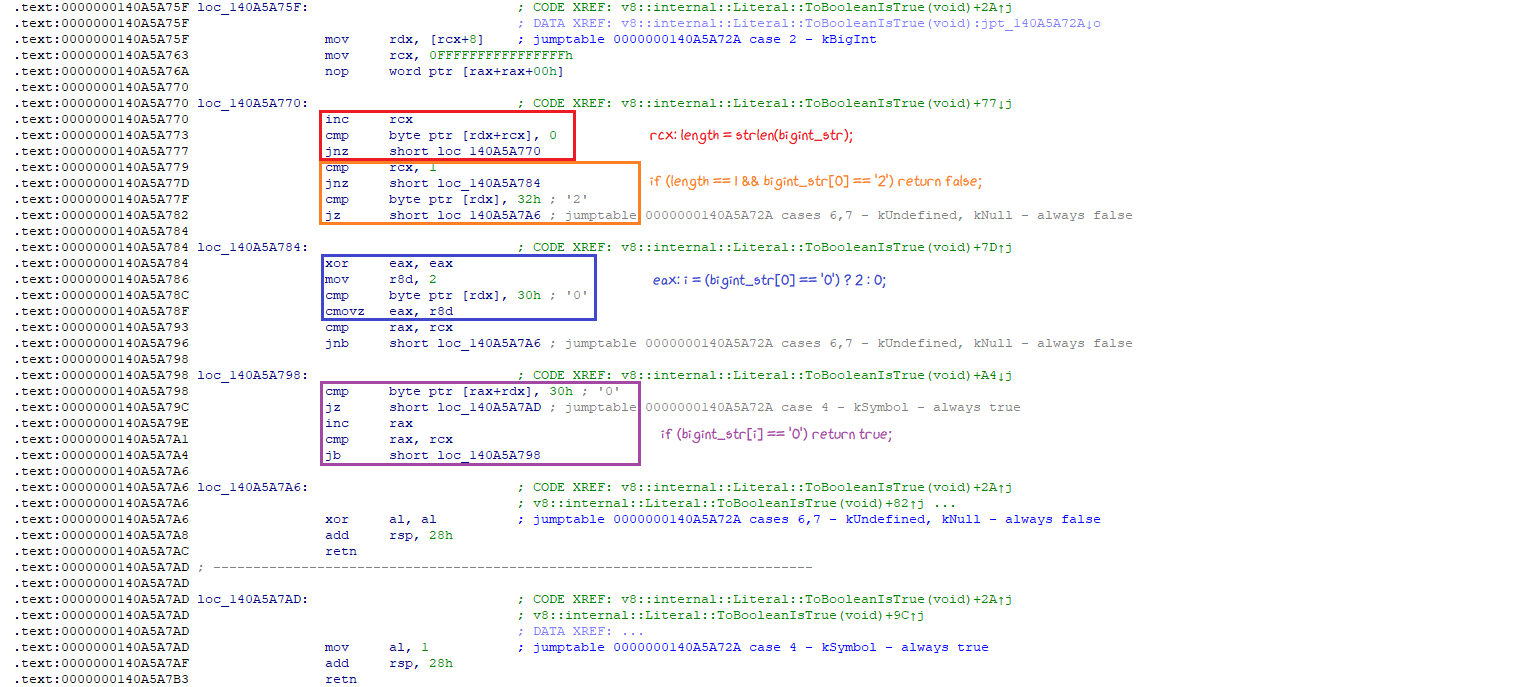 .text:0000000140A5A75F loc_140A5A75F: ; CODE XREF: v8::internal::Literal::ToBooleanIsTrue(void)+2A↑j
.text:0000000140A5A75F ; DATA XREF: v8::internal::Literal::ToBooleanIsTrue(void):jpt_140A5A72A↓o
.text:0000000140A5A75F mov rdx, [rcx+8] ; jumptable 0000000140A5A72A case 2 - kBigInt
.text:0000000140A5A763 mov rcx, 0FFFFFFFFFFFFFFFFh
.text:0000000140A5A76A nop word ptr [rax+rax+00h]
.text:0000000140A5A770
.text:0000000140A5A770 loc_140A5A770: ; CODE XREF: v8::internal::Literal::ToBooleanIsTrue(void)+77↓j
.text:0000000140A5A770 inc rcx
.text:0000000140A5A773 cmp byte ptr [rdx+rcx], 0 rcx: length = strlen(bigint_str);
.text:0000000140A5A777 jnz short loc_140A5A770
.text:0000000140A5A779 cmp rcx, 1
.text:0000000140A5A77D jnz short loc_140A5A784 if (length == 1 && bigint_str[0] == '2') return false;
.text:0000000140A5A77F cmp byte ptr [rdx], 32h ; '2'
.text:0000000140A5A782 jz short loc_140A5A7A6 ; jumptable 0000000140A5A72A cases 6,7 - kUndefined, kNull - always false
.text:0000000140A5A784
.text:0000000140A5A784 loc_140A5A784: ; CODE XREF: v8::internal::Literal::ToBooleanIsTrue(void)+7D↑j
.text:0000000140A5A784 xor eax, eax
.text:0000000140A5A786 mov r8d, 2 eax: i = (bigint_str[0] == '0') ? 2 : 0;
.text:0000000140A5A78C cmp byte ptr [rdx], 30h ; '0'
.text:0000000140A5A78F cmovz eax, r8d
.text:0000000140A5A793 cmp rax, rcx
.text:0000000140A5A796 jnb short loc_140A5A7A6 ; jumptable 0000000140A5A72A cases 6,7 - kUndefined, kNull - always false
.text:0000000140A5A798
.text:0000000140A5A798 loc_140A5A798: ; CODE XREF: v8::internal::Literal::ToBooleanIsTrue(void)+A4↓j
.text:0000000140A5A798 cmp byte ptr [rax+rdx], 30h ; '0'
.text:0000000140A5A79C jz short loc_140A5A7AD ; jumptable 0000000140A5A72A case 4 - kSymbol - always true
.text:0000000140A5A79E inc rax
.text:0000000140A5A7A1 cmp rax, rcx if (bigint_str[i] == '0') return true;
.text:0000000140A5A7A4 jb short loc_140A5A798
.text:0000000140A5A7A6
.text:0000000140A5A7A6 loc_140A5A7A6: ; CODE XREF: v8::internal::Literal::ToBooleanIsTrue(void)+2A↑j
.text:0000000140A5A7A6 ; v8::internal::Literal::ToBooleanIsTrue(void)+82↑j ...
.text:0000000140A5A7A6 xor al, al ; jumptable 0000000140A5A72A cases 6,7 - kUndefined, kNull - always false
.text:0000000140A5A7A8 add rsp, 28h
.text:0000000140A5A7AC retn
.text:0000000140A5A7AD ; ---------------------------------------------------------------------------
.text:0000000140A5A7AD
.text:0000000140A5A7AD loc_140A5A7AD: ; CODE XREF: v8::internal::Literal::ToBooleanIsTrue(void)+2A↑j
.text:0000000140A5A7AD ; v8::internal::Literal::ToBooleanIsTrue(void)+9C↑j
.text:0000000140A5A7AD ; DATA XREF: ...
.text:0000000140A5A7AD mov al, 1 ; jumptable 0000000140A5A72A case 4 - kSymbol - always true
.text:0000000140A5A7AF add rsp, 28h
.text:0000000140A5A7B3 retn